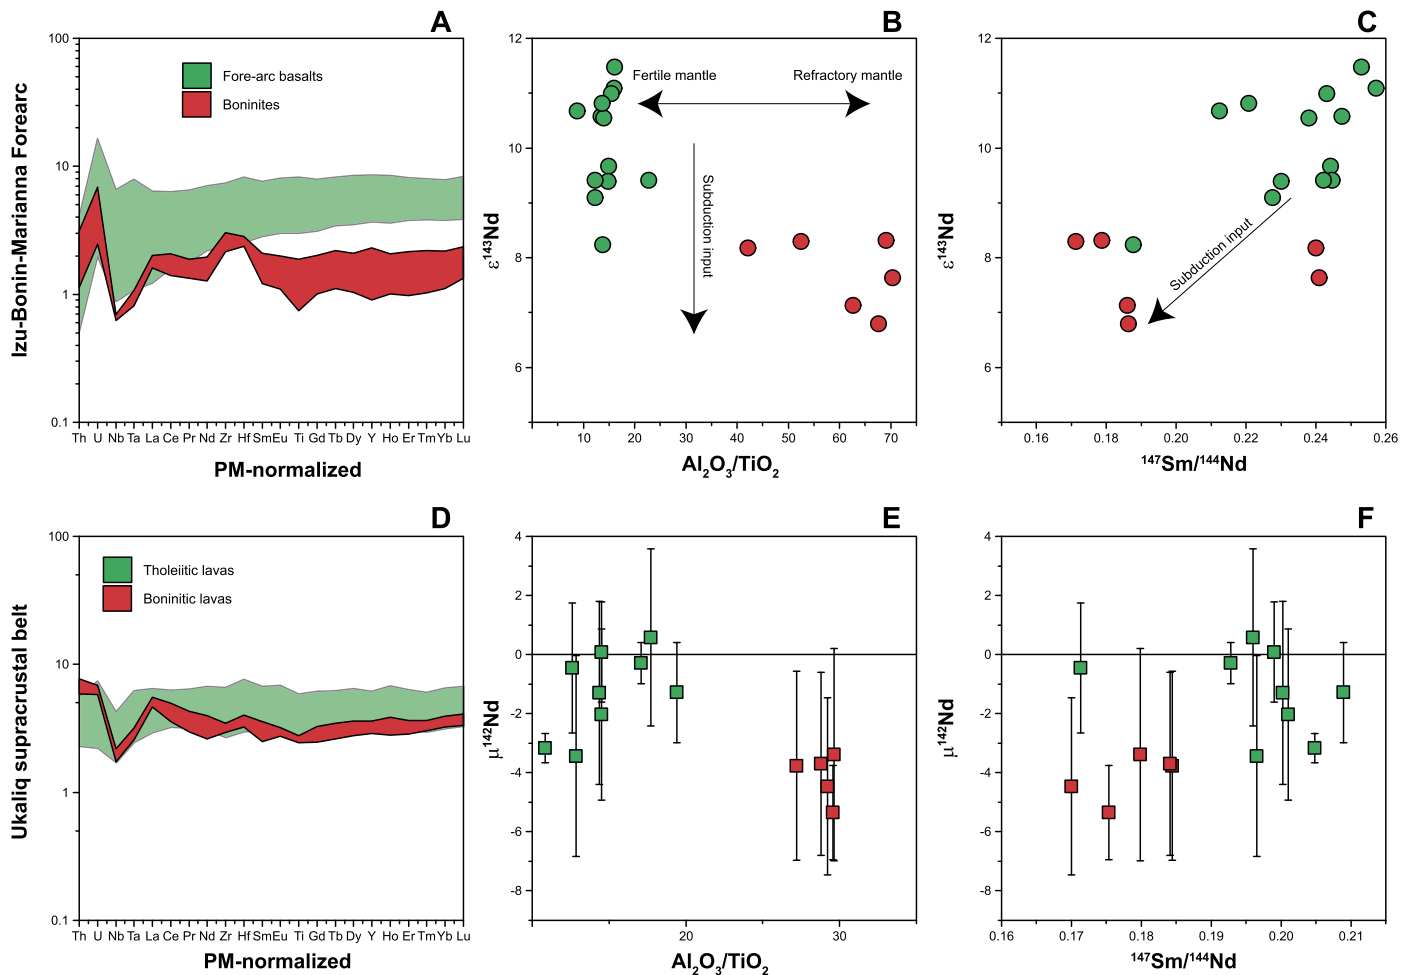 A
B
C
Izu-Bonin-Marianna Forearc
100
10
1
0.1
Fore-arc basalts
Boninites
Th U Nb Ta La Ce Pr Nd Zr Hf Sm Eu Ti Gd Tb Dy Y Ho Er Tm Yb Lu
PM-normalized
ε¹⁴³Nd
12
10
8
6
Fertile mantle
Refractory mantle
Subduction input
10 20 30 40 50 60 70
Al₂O₃/TiO₂
ε¹⁴³Nd
12
10
8
6
Subduction input
0.16 0.18 0.20 0.22 0.24 0.26
¹⁴⁷Sm/¹⁴⁴Nd
D
E
F
Ukaliq supracrustal belt
100
10
1
0.1
Tholeiitic lavas
Boninitic lavas
Th U Nb Ta La Ce Pr Nd Zr Hf Sm Eu Ti Gd Tb Dy Y Ho Er Tm Yb Lu
PM-normalized
μ¹⁴²Nd
4
2
0
-2
-4
-6
-8
20 30
Al₂O₃/TiO₂
μ¹⁴²Nd
4
2
0
-2
-4
-6
-8
0.16 0.17 0.18 0.19 0.20 0.21
¹⁴⁷Sm/¹⁴⁴Nd